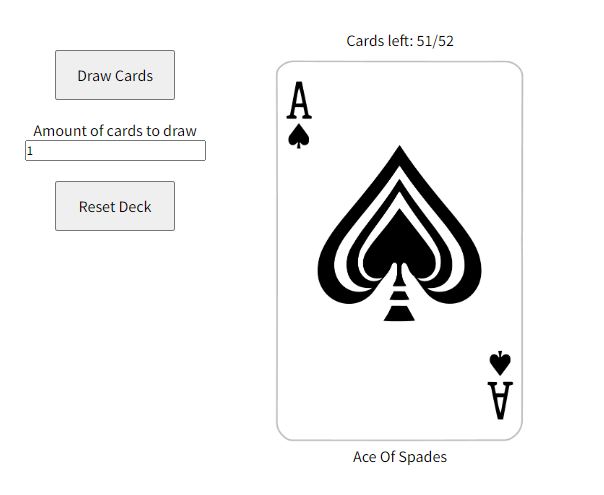 Draw Cards
Amount of cards to draw
1
Reset Deck
Cards left: 51/52
A
A
Ace Of Spades